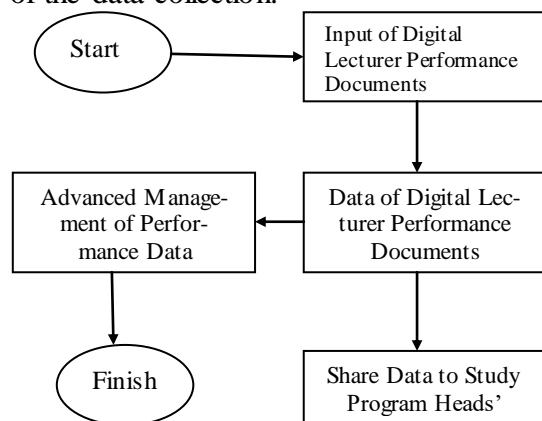 of the data collection.
Start
Input of Digital
Lecturer Performance
Documents
Advanced Manage-
ment of Perfor-
mance Data
Data of Digital Lec-
turer Performance
Documents
Finish
Share Data to Study
Program Heads'